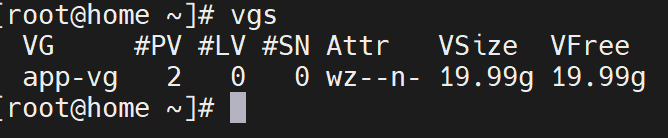 [root@home ~]# vgs
VG #PV #LV #SN Attr VSize VFree
app-vg 2 0 0 wz--n- 19.99g 19.99g
[root@home ~]#